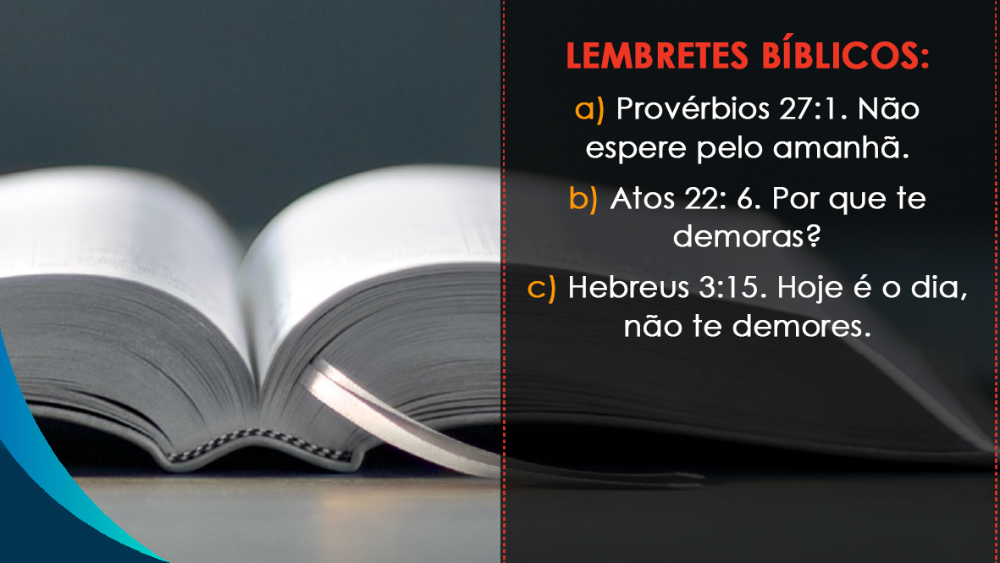 LEMBRETES BÍBLICOS:
a) Provérbios 27:1. Não
espere pelo amanhã.
b) Atos 22: 6. Por que te
demoras?
c) Hebreus 3:15. Hoje é o dia,
não te demores.